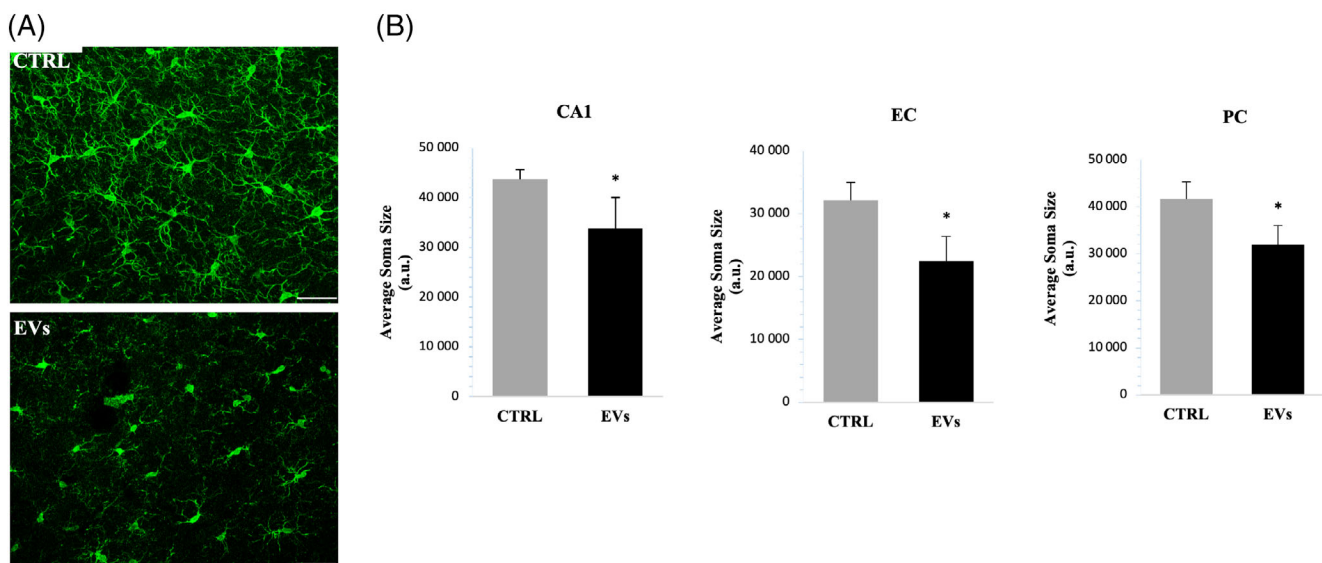 (A)
CTRL
EVs
(B)
CA1
Average Soma Size
(a.u.)
50 000
40 000
30 000
20 000
10 000
0
CTRL EVs
*
EC
Average Soma Size
(a.u.)
40 000
30 000
20 000
10 000
0
CTRL EVs
*
PC
Average Soma Size
(a.u.)
50 000
40 000
30 000
20 000
10 000
0
CTRL EVs
*